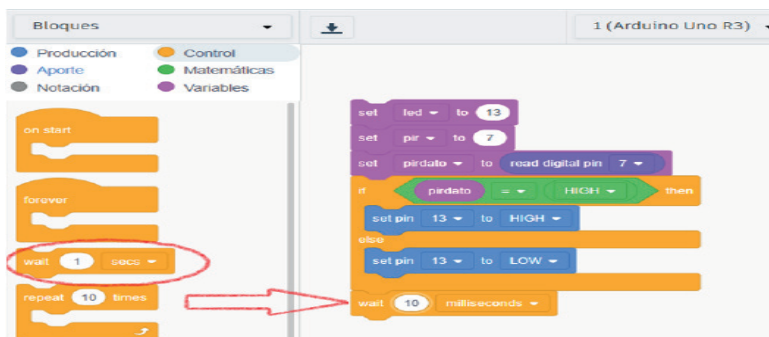 Bloques
1 (Arduino Uno R3)
Producción Control
Aporte Matemáticas
Notación Variables
on start
forever
wait 1 secs
repeat 10 times
set led to 13
set pir to 7
set pirdato to read digital pin 7
if pirdato = HIGH then
set pin 13 to HIGH
else
set pin 13 to LOW
wait 10 milliseconds